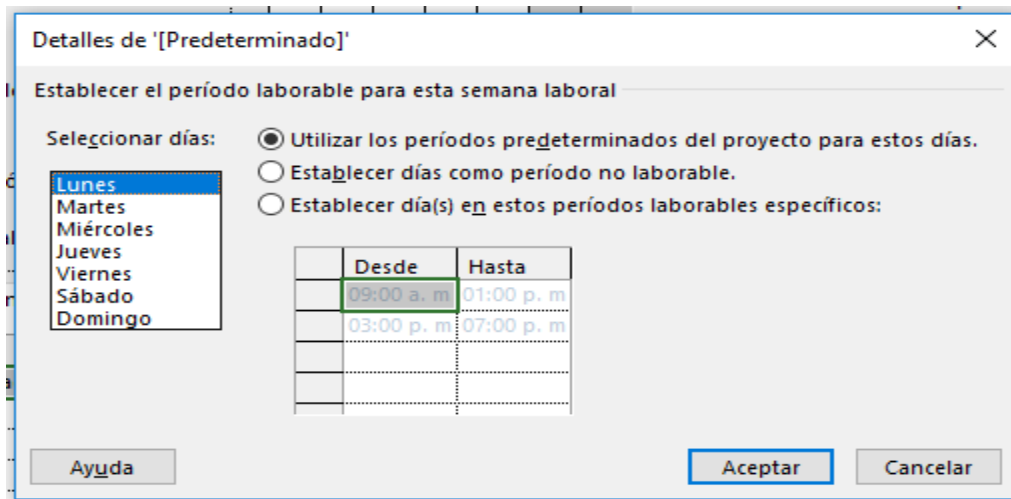 Detalles de '[Predeterminado]'
Establecer el período laborable para esta semana laboral
Seleccionar días:
Lunes
Martes
Miércoles
Jueves
Viernes
Sábado
Domingo
Utilizar los períodos predeterminados del proyecto para estos días.
Establecer días como período no laborable.
Establecer día(s) en estos períodos laborables específicos:
Desde Hasta
09:00 a. m 01:00 p. m
03:00 p. m 07:00 p. m
Ayuda Aceptar Cancelar